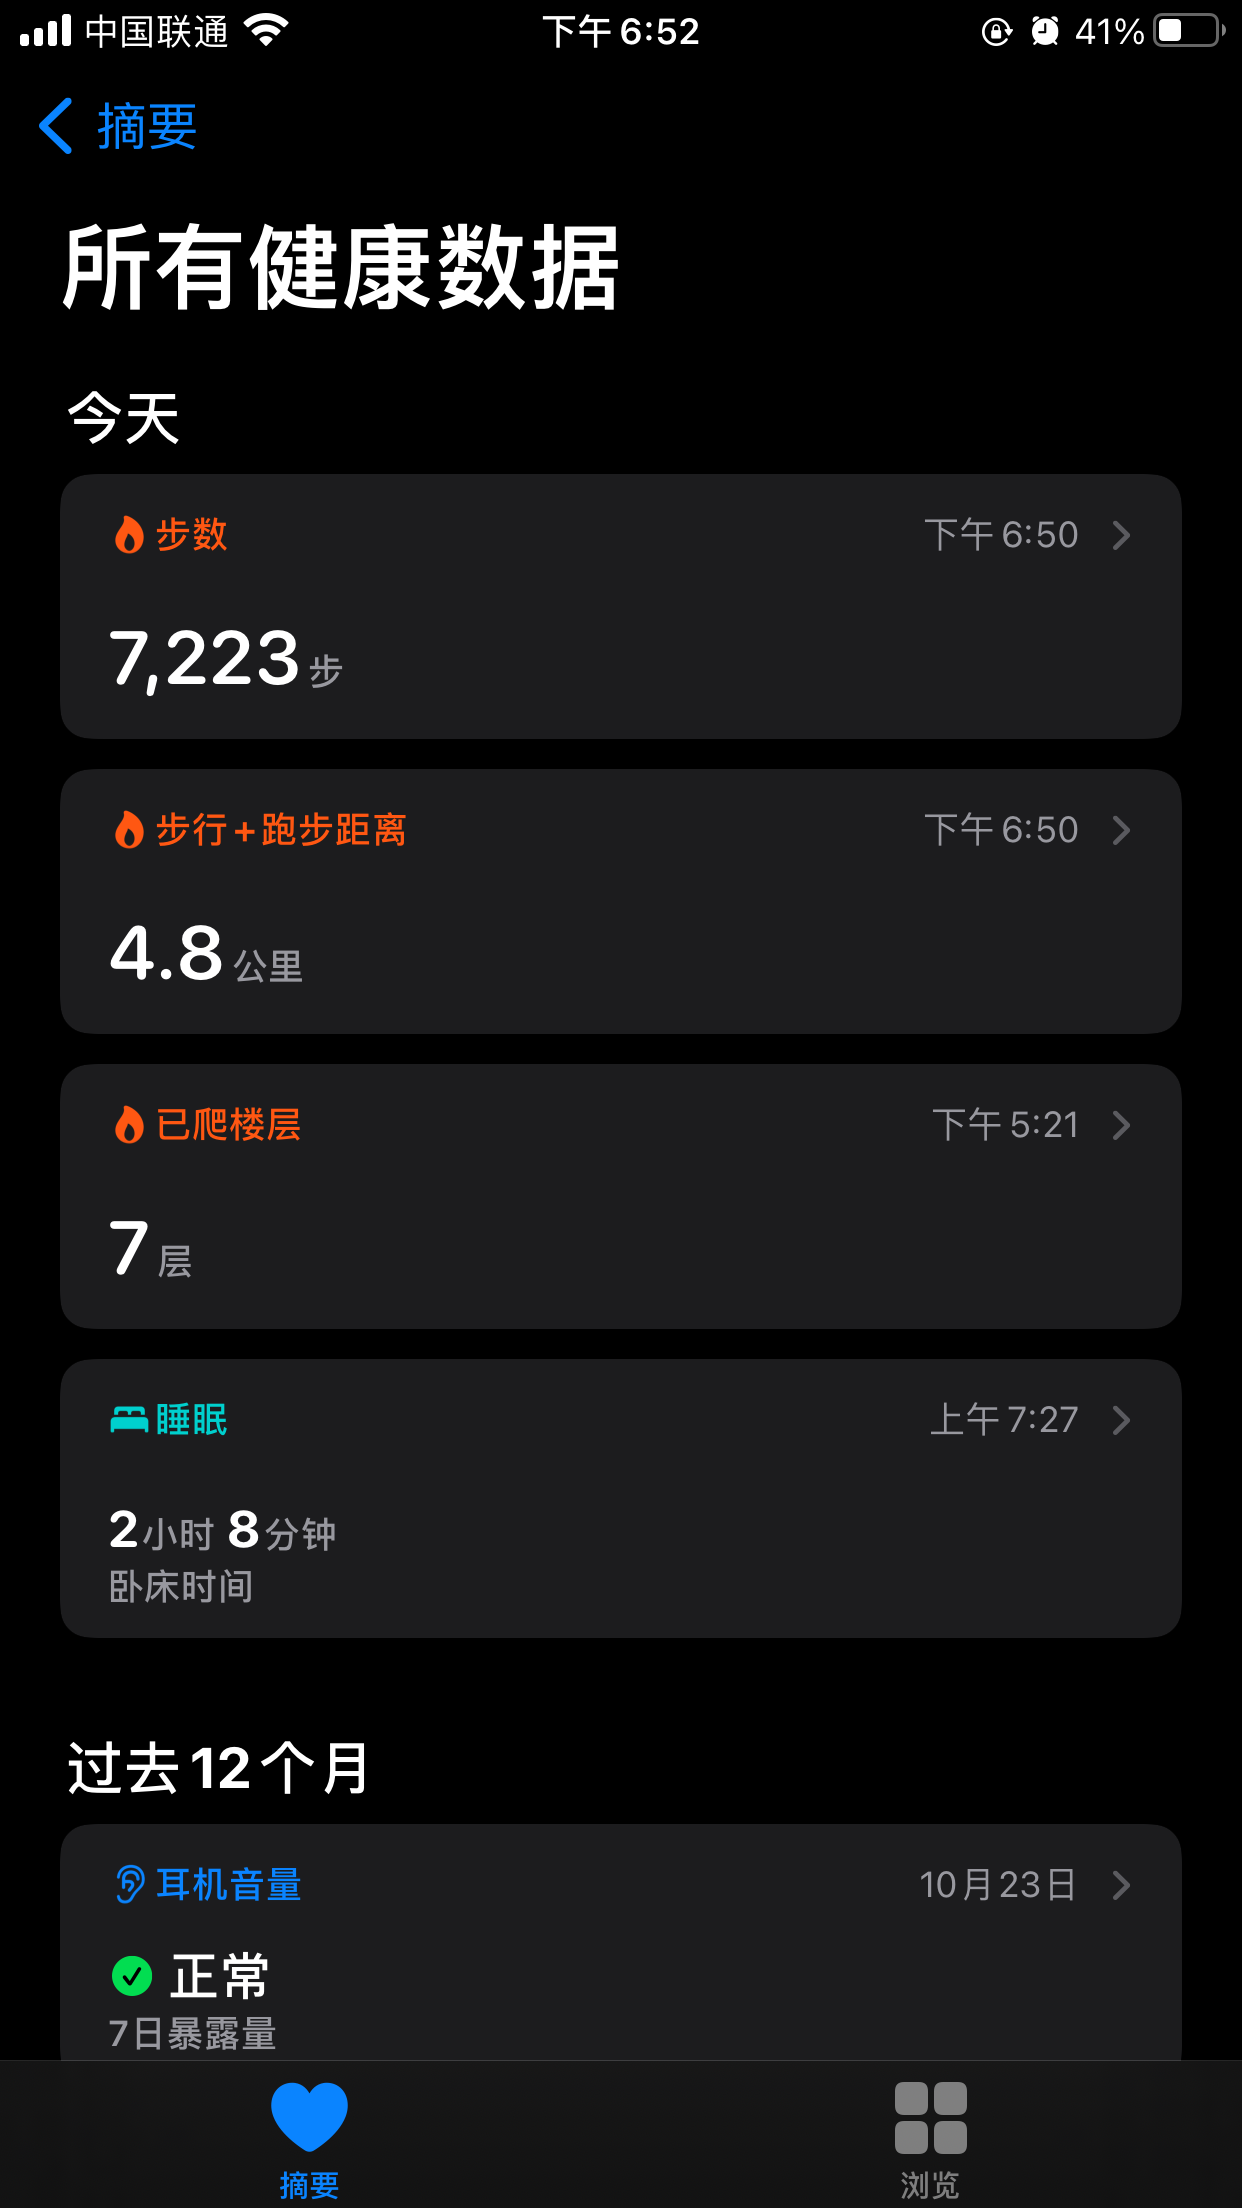 中国联通 下午 6:52 41%
摘要
所有健康数据
今天
步数 下午 6:50
7,223 步
步行+跑步距离 下午 6:50
4.8 公里
已爬楼层 下午 5:21
7 层
睡眠 上午 7:27
2小时 8分钟
卧床时间
过去12个月
耳机音量 10月23日
正常
7日暴露量
摘要 浏览